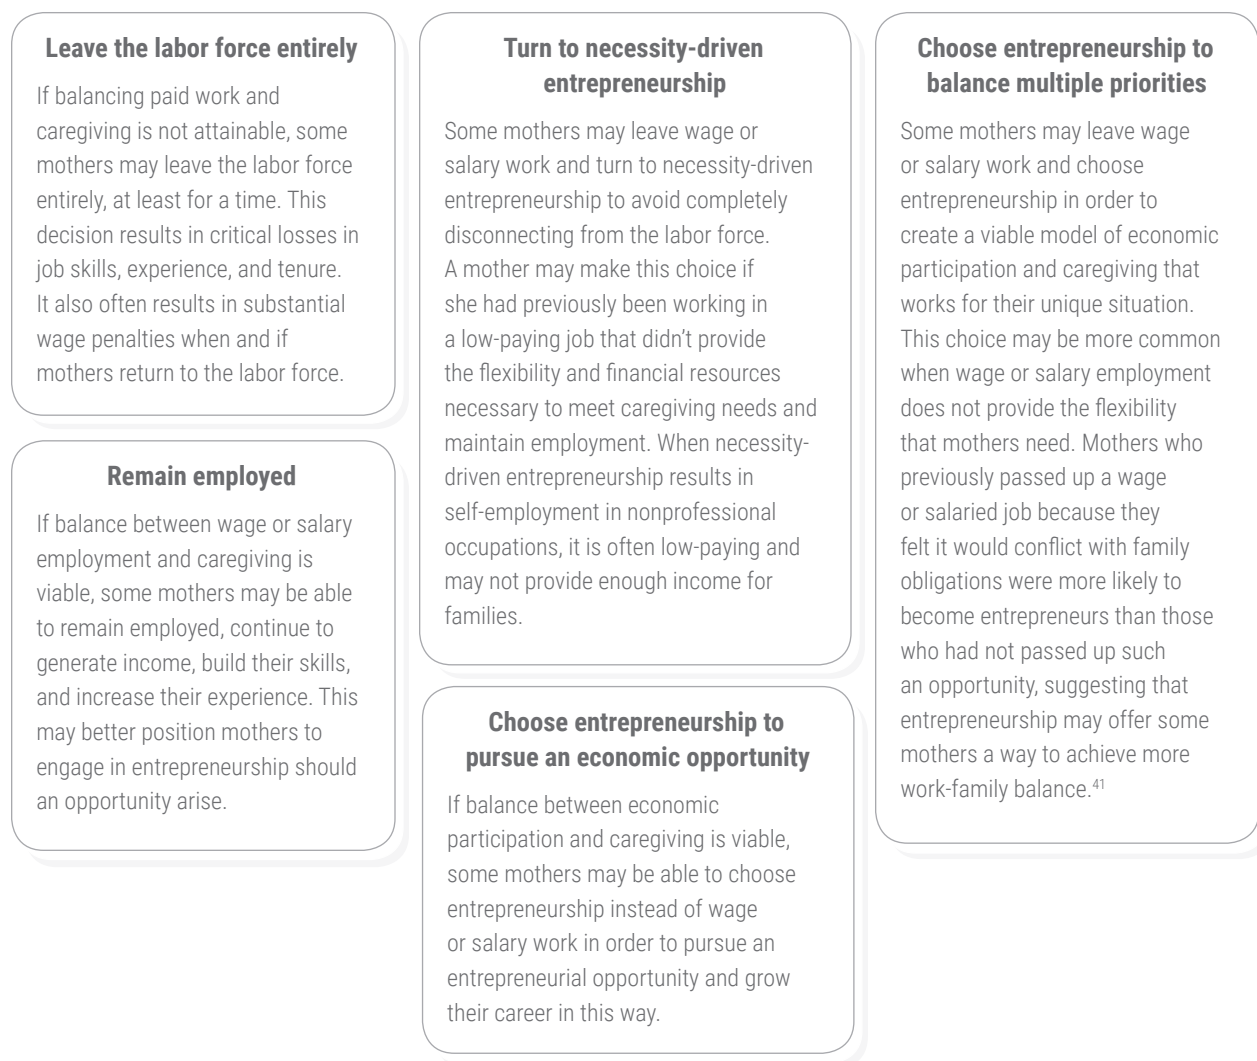 Leave the labor force entirely
If balancing paid work and
caregiving is not attainable, some
mothers may leave the labor force
entirely, at least for a time. This
decision results in critical losses in
job skills, experience, and tenure.
It also often results in substantial
wage penalties when and if
mothers return to the labor force.
Remain employed
If balance between wage or salary
employment and caregiving is
viable, some mothers may be able
to remain employed, continue to
generate income, build their skills,
and increase their experience. This
may better position mothers to
engage in entrepreneurship should
an opportunity arise.
Turn to necessity-driven
entrepreneurship
Some mothers may leave wage or
salary work and turn to necessity-driven
entrepreneurship to avoid completely
disconnecting from the labor force.
A mother may make this choice if
she had previously been working in
a low-paying job that didn’t provide
the flexibility and financial resources
necessary to meet caregiving needs and
maintain employment. When necessity-
driven entrepreneurship results in
self-employment in nonprofessional
occupations, it is often low-paying and
may not provide enough income for
families.
Choose entrepreneurship to
pursue an economic opportunity
If balance between economic
participation and caregiving is viable,
some mothers may be able to choose
entrepreneurship instead of wage
or salary work in order to pursue an
entrepreneurial opportunity and grow
their career in this way.
Choose entrepreneurship to
balance multiple priorities
Some mothers may leave wage
or salary work and choose
entrepreneurship in order to
create a viable model of economic
participation and caregiving that
works for their unique situation.
This choice may be more common
when wage or salary employment
does not provide the flexibility
that mothers need. Mothers who
previously passed up a wage
or salaried job because they
felt it would conflict with family
obligations were more likely to
become entrepreneurs than those
who had not passed up such
an opportunity, suggesting that
entrepreneurship may offer some
mothers a way to achieve more
work-family balance.41